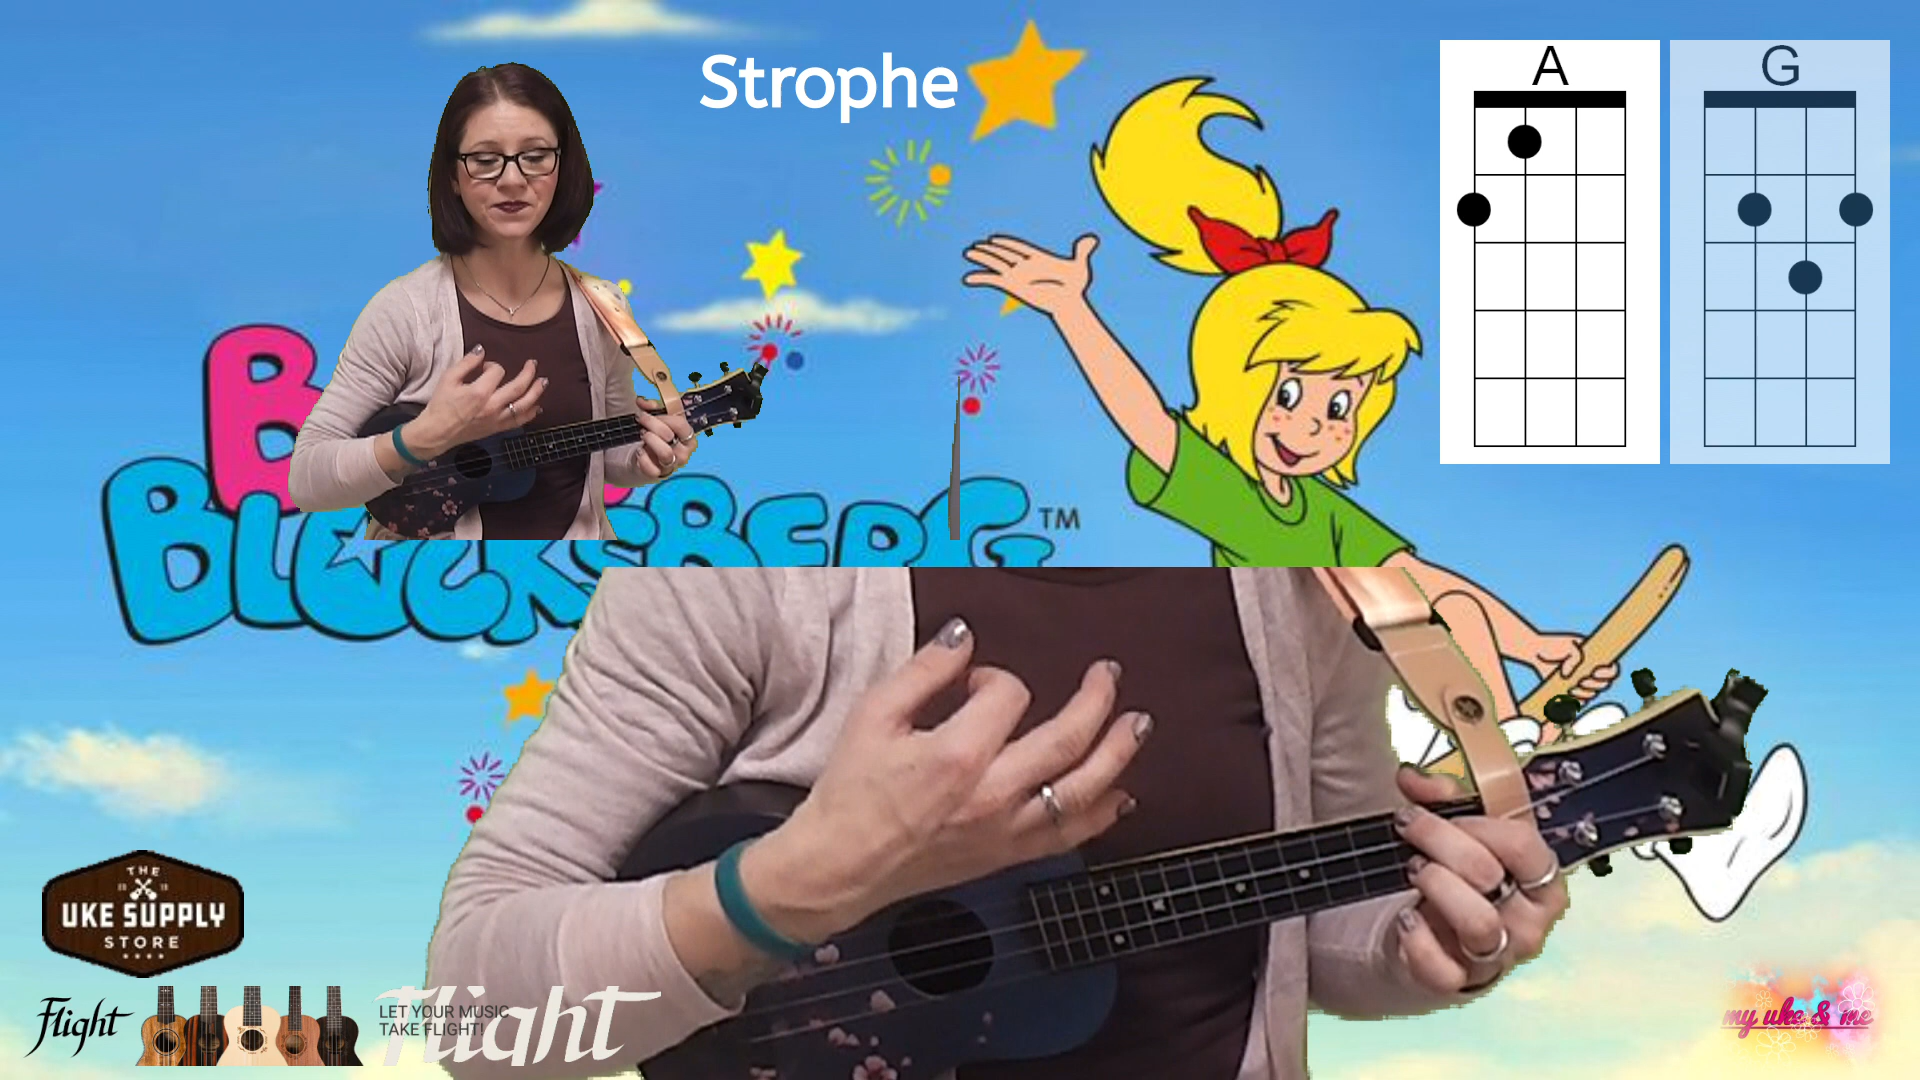 Strophe
A
G
B
BLOCKSBERG™
THE
UKE SUPPLY
STORE
Flight
LET YOUR MUSIC
TAKE FLIGHT!
Flight
my uke & me